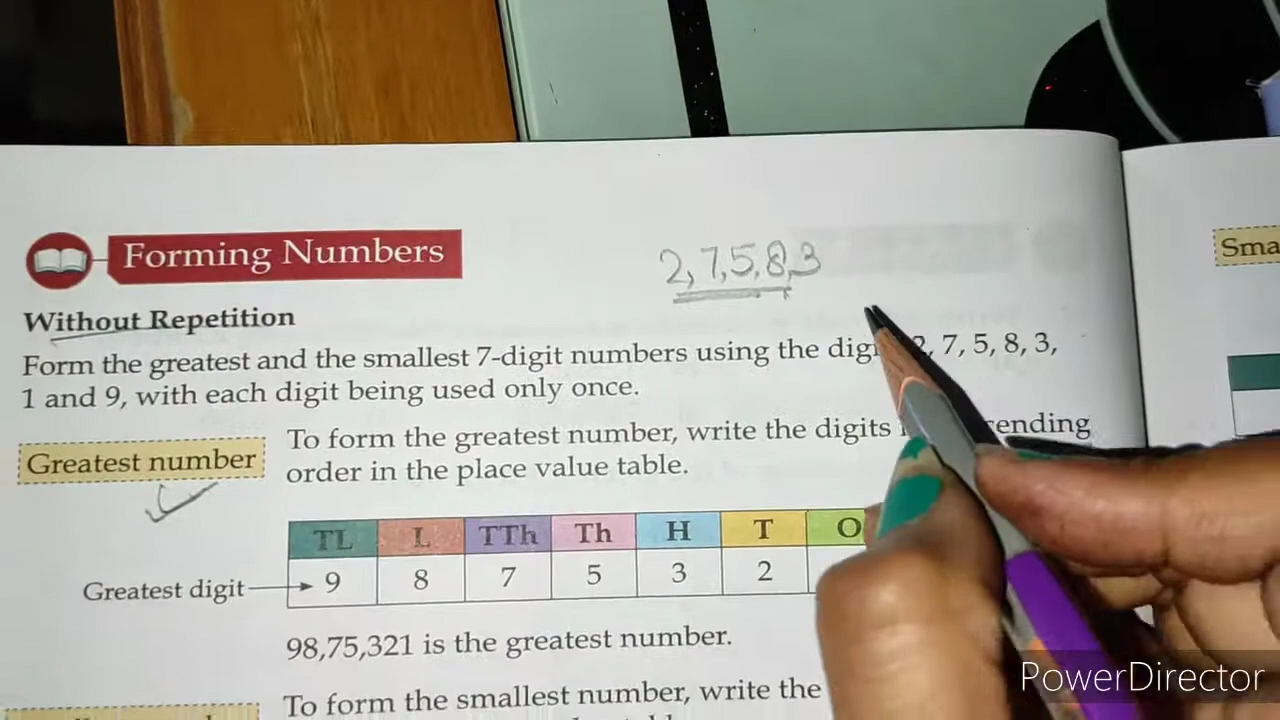 Forming Numbers
2,7,5,8,3
Sma
Without Repetition
Form the greatest and the smallest 7-digit numbers using the 2, 7, 5, 8, 3,
1 and 9, with each digit being used only once.
Greatest number
To form the greatest number, write the digits
order in the place value table.
TL L TTh Th H T O
Greatest digit → 9 8 7 5 3 2
98,75,321 is the greatest number.
To form the smallest number, write the
PowerDirector